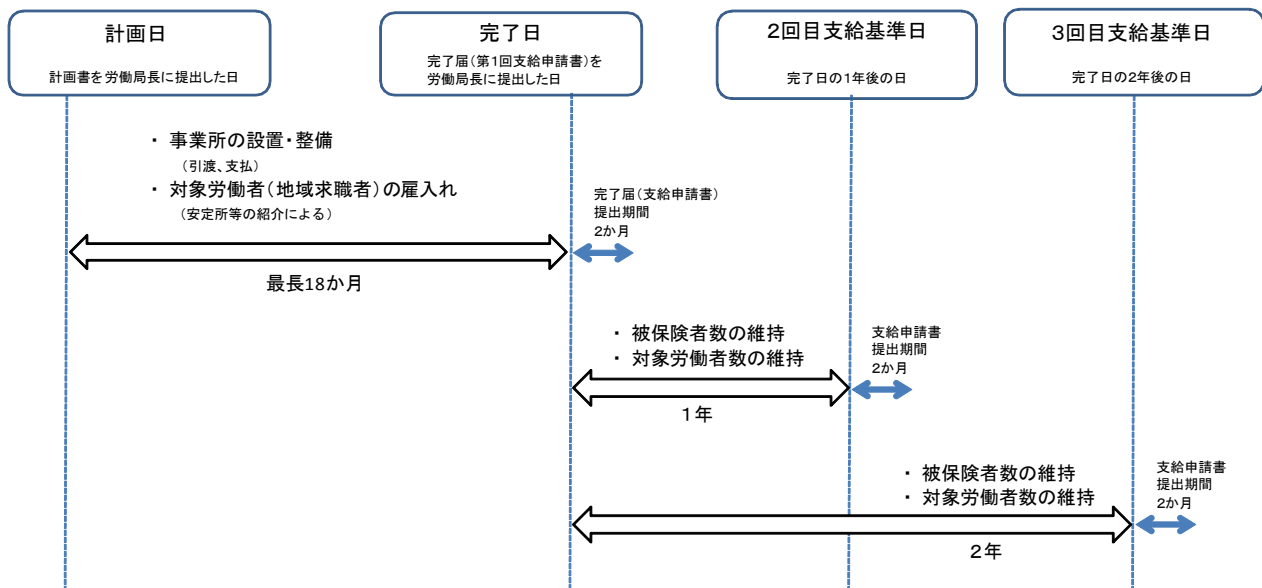 計画日
計画書を労働局長に提出した日
完了日
完了届(第1回支給申請書)を
労働局長に提出した日
2回目支給基準日
完了日の1年後の日
3回目支給基準日
完了日の2年後の日
・ 事業所の設置・整備
(引渡、支払)
・ 対象労働者(地域求職者)の雇入れ
(安定所等の紹介による)
最長18か月
完了届(支給申請書)
提出期間
2か月
・ 被保険者数の維持
・ 対象労働者数の維持
1年
支給申請書
提出期間
2か月
・ 被保険者数の維持
・ 対象労働者数の維持
2年
支給申請書
提出期間
2か月